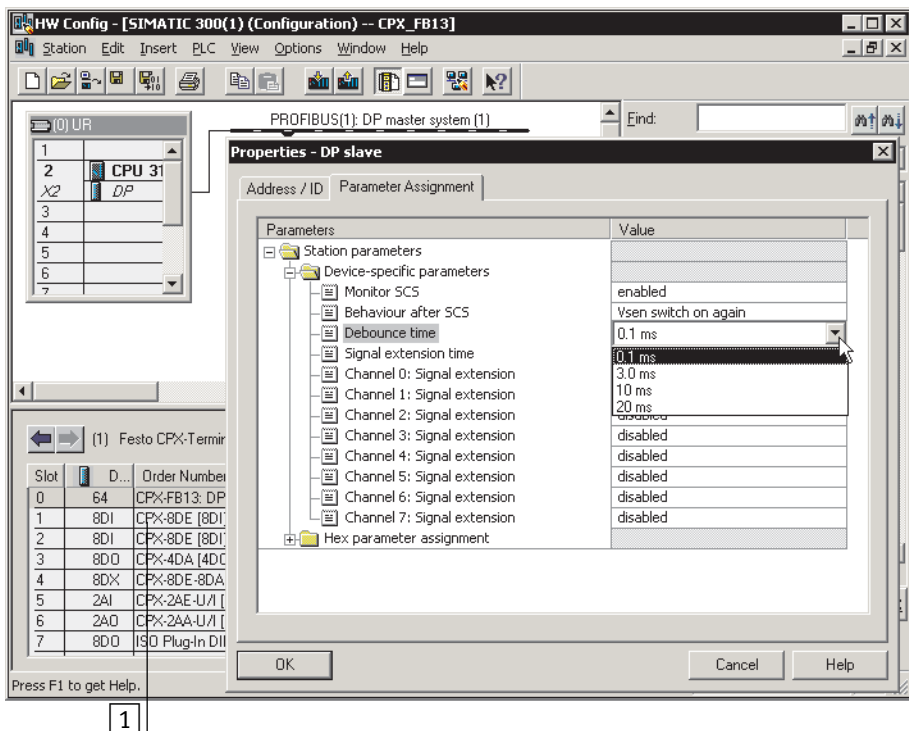 HW Config - [SIMATIC 300(1) (Configuration) -- CPX_FB13]
Station Edit Insert PLC View Options Window Help
(0) UR
PROFIBUS(1): DP master system (1)
Find:
1
2 CPU 31
X2 DP
3
4
5
6
7
Properties - DP slave
Address / ID Parameter Assignment
Parameters Value
Station parameters
Device-specific parameters
Monitor SCS enabled
Behaviour after SCS Vsen switch on again
Debounce time 0.1 ms
Signal extension time 0.1 ms
Channel 0: Signal extension 3.0 ms
Channel 1: Signal extension 10 ms
20 ms
Channel 2: Signal extension disabled
Channel 3: Signal extension disabled
Channel 4: Signal extension disabled
Channel 5: Signal extension disabled
Channel 6: Signal extension disabled
Channel 7: Signal extension disabled
Hex parameter assignment
(1) Festo CPX-Termin
Slot D... Order Number
0 64 CPX-FB13: DP
1 8DI CPX-8DE [8DI]
2 8DI CPX-8DE [8DI]
3 8DO CPX-4DA [4DO
4 8DX CPX-8DE-8DA
5 2AI CPX-2AE-U/I [
6 2AO CPX-2AA-U/I [
7 8DO ISO Plug-In DII
OK Cancel Help
Press F1 to get Help.
1